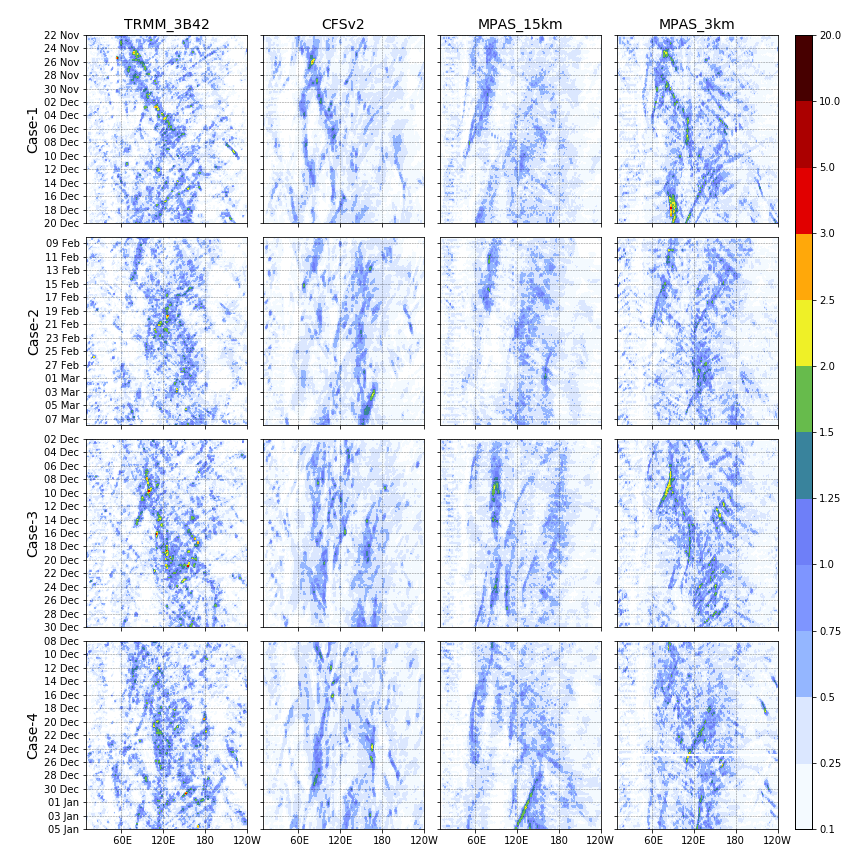 TRMM_3B42 CFSv2 MPAS_15km MPAS_3km
Case-1
22 Nov
24 Nov
26 Nov
28 Nov
30 Nov
02 Dec
04 Dec
06 Dec
08 Dec
10 Dec
12 Dec
14 Dec
16 Dec
18 Dec
20 Dec
Case-2
09 Feb
11 Feb
13 Feb
15 Feb
17 Feb
19 Feb
21 Feb
23 Feb
25 Feb
27 Feb
01 Mar
03 Mar
05 Mar
07 Mar
Case-3
02 Dec
04 Dec
06 Dec
08 Dec
10 Dec
12 Dec
14 Dec
16 Dec
18 Dec
20 Dec
22 Dec
24 Dec
26 Dec
28 Dec
30 Dec
Case-4
08 Dec
10 Dec
12 Dec
14 Dec
16 Dec
18 Dec
20 Dec
22 Dec
24 Dec
26 Dec
28 Dec
30 Dec
01 Jan
03 Jan
05 Jan
60E 120E 180 120W 60E 120E 180 120W 60E 120E 180 120W 60E 120E 180 120W
20.0
10.0
5.0
3.0
2.5
2.0
1.5
1.25
1.0
0.75
0.5
0.25
0.1